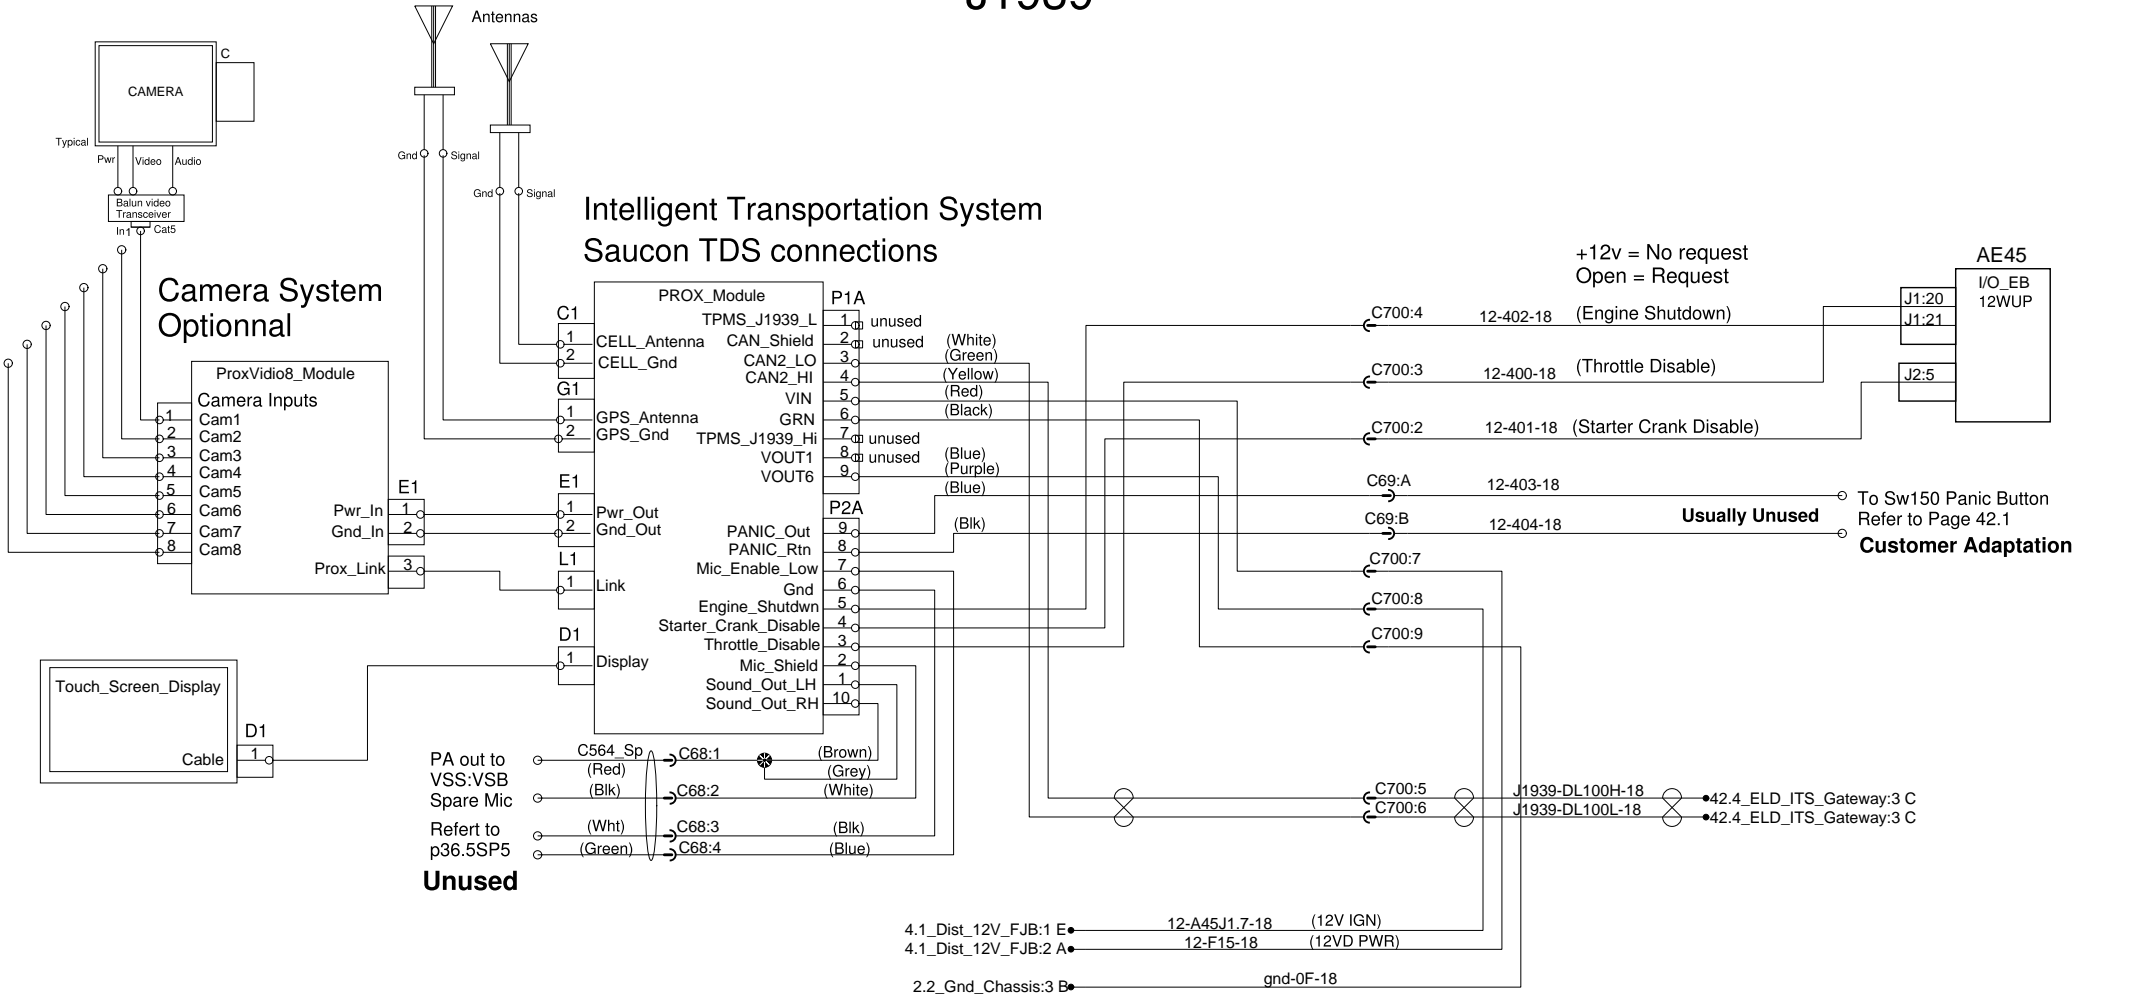 J1939
Antennas
C
CAMERA
Typical
Pwr
Video
Audio
Balun video
Transceiver
In1
Cat5
Gnd
Signal
Gnd
Signal
Intelligent Transportation System
Saucon TDS connections
Camera System
Optionnal
ProxVidio8_Module
Camera Inputs
1 Cam1
2 Cam2
3 Cam3
4 Cam4
5 Cam5
6 Cam6
7 Cam7
8 Cam8
E1
Pwr_In 1
Gnd_In 2
Prox_Link 3
Touch_Screen_Display
D1
Cable 1
PROX_Module
C1
1 CELL_Antenna
2 CELL_Gnd
G1
1 GPS_Antenna
2 GPS_Gnd
E1
1 Pwr_Out
2 Gnd_Out
L1
1 Link
D1
1 Display
P1A
TPMS_J1939_L 1 unused
CAN_Shield 2 unused
(White)
CAN2_LO 3 (Green)
CAN2_HI 4 (Yellow)
VIN 5 (Red)
GRN 6 (Black)
TPMS_J1939_Hi 7 unused
VOUT1 8 unused
(Blue)
VOUT6 9 (Purple)
(Blue)
P2A
PANIC_Out 9
(Blk)
PANIC_Rtn 8
Mic_Enable_Low 7
Gnd 6
Engine_Shutdwn 5
Starter_Crank_Disable 4
Throttle_Disable 3
Mic_Shield 2
Sound_Out_LH 1
Sound_Out_RH 10
PA out to
VSS:VSB
Spare Mic
Refert to
p36.5SP5
Unused
C564_Sp
(Red)
(Blk)
(Wht)
(Green)
C68:1
C68:2
C68:3
C68:4
(Brown)
(Grey)
(White)
(Blk)
(Blue)
+12v = No request
Open = Request
AE45
I/O_EB
12WUP
J1:20
J1:21
J2:5
C700:4 12-402-18 (Engine Shutdown)
C700:3 12-400-18 (Throttle Disable)
C700:2 12-401-18 (Starter Crank Disable)
C69:A 12-403-18
C69:B 12-404-18
Usually Unused
To Sw150 Panic Button
Refer to Page 42.1
Customer Adaptation
C700:7
C700:8
C700:9
C700:5 J1939-DL100H-18 42.4_ELD_ITS_Gateway:3 C
C700:6 J1939-DL100L-18 42.4_ELD_ITS_Gateway:3 C
4.1_Dist_12V_FJB:1 E 12-A45J1.7-18 (12V IGN)
4.1_Dist_12V_FJB:2 A 12-F15-18 (12VD PWR)
2.2_Gnd_Chassis:3 B gnd-0F-18